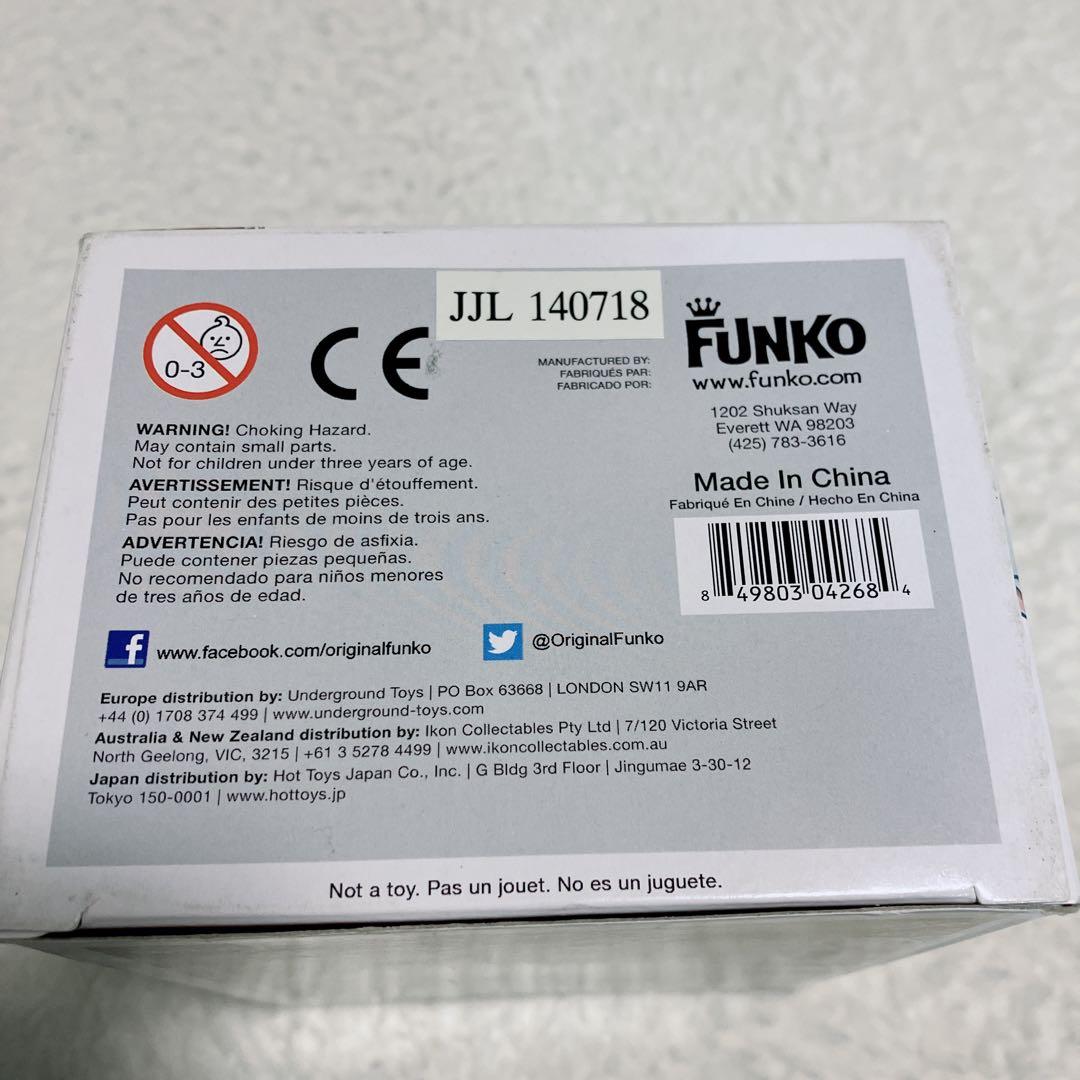 0-3
CE
JJL 140718
MANUFACTURED BY:
FABRIQUÉS PAR:
FABRICADO POR:
FUNKO
www.funko.com
1202 Shuksan Way
Everett WA 98203
(425) 783-3616
Made In China
Fabriqué En Chine / Hecho En China
8 49803 04268 4
WARNING! Choking Hazard.
May contain small parts.
Not for children under three years of age.
AVERTISSEMENT! Risque d'étouffement.
Peut contenir des petites pièces.
Pas pour les enfants de moins de trois ans.
ADVERTENCIA! Riesgo de asfixia.
Puede contener piezas pequeñas.
No recomendado para niños menores
de tres años de edad.
f www.facebook.com/originalfunko
@OriginalFunko
Europe distribution by: Underground Toys | PO Box 63668 | LONDON SW11 9AR
+44 (0) 1708 374 499 | www.underground-toys.com
Australia & New Zealand distribution by: Ikon Collectables Pty Ltd | 7/120 Victoria Street
North Geelong, VIC, 3215 | +61 3 5278 4499 | www.ikoncollectables.com.au
Japan distribution by: Hot Toys Japan Co., Inc. | G Bldg 3rd Floor | Jingumae 3-30-12
Tokyo 150-0001 | www.hottoys.jp
Not a toy. Pas un jouet. No es un juguete.